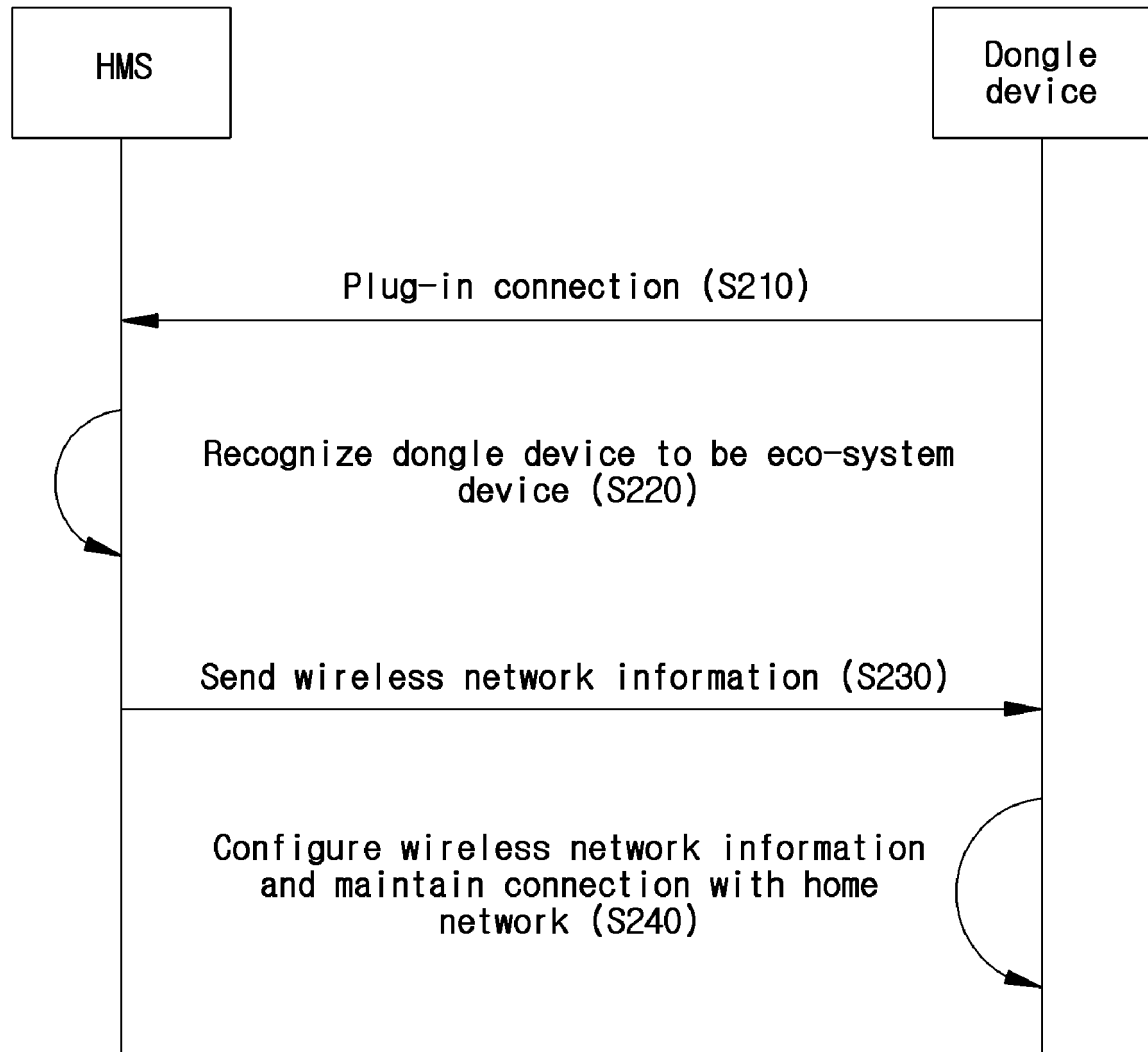 HMS
Dongle
device
Plug-in connection (S210)
Recognize dongle device to be eco-system
device (S220)
Send wireless network information (S230)
Configure wireless network information
and maintain connection with home
network (S240)